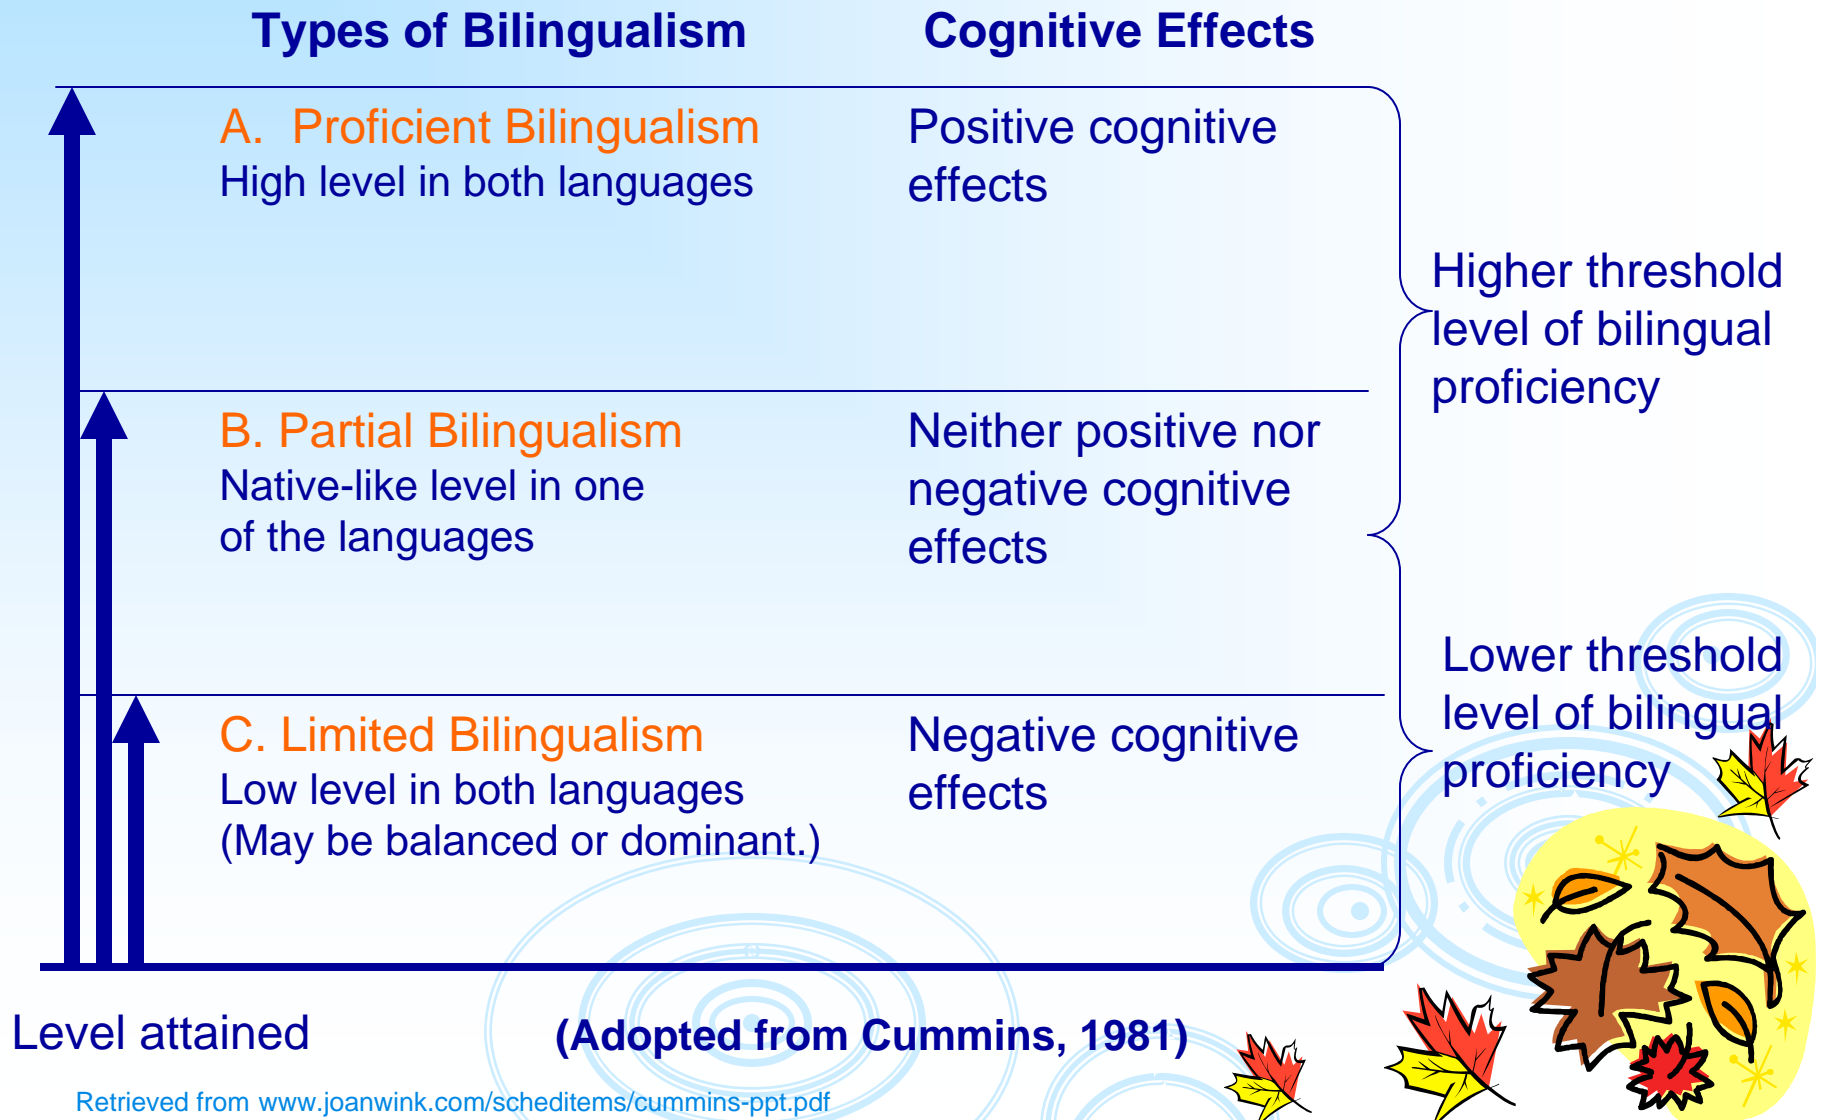 Types of Bilingualism
Cognitive Effects
A. Proficient Bilingualism
High level in both languages
Positive cognitive
effects
Higher threshold
level of bilingual
proficiency
B. Partial Bilingualism
Native-like level in one
of the languages
Neither positive nor
negative cognitive
effects
Lower threshold
level of bilingual
proficiency
C. Limited Bilingualism
Low level in both languages
(May be balanced or dominant.)
Negative cognitive
effects
Level attained
(Adopted from Cummins, 1981)
Retrieved from www.joanwink.com/scheditems/cummins-ppt.pdf